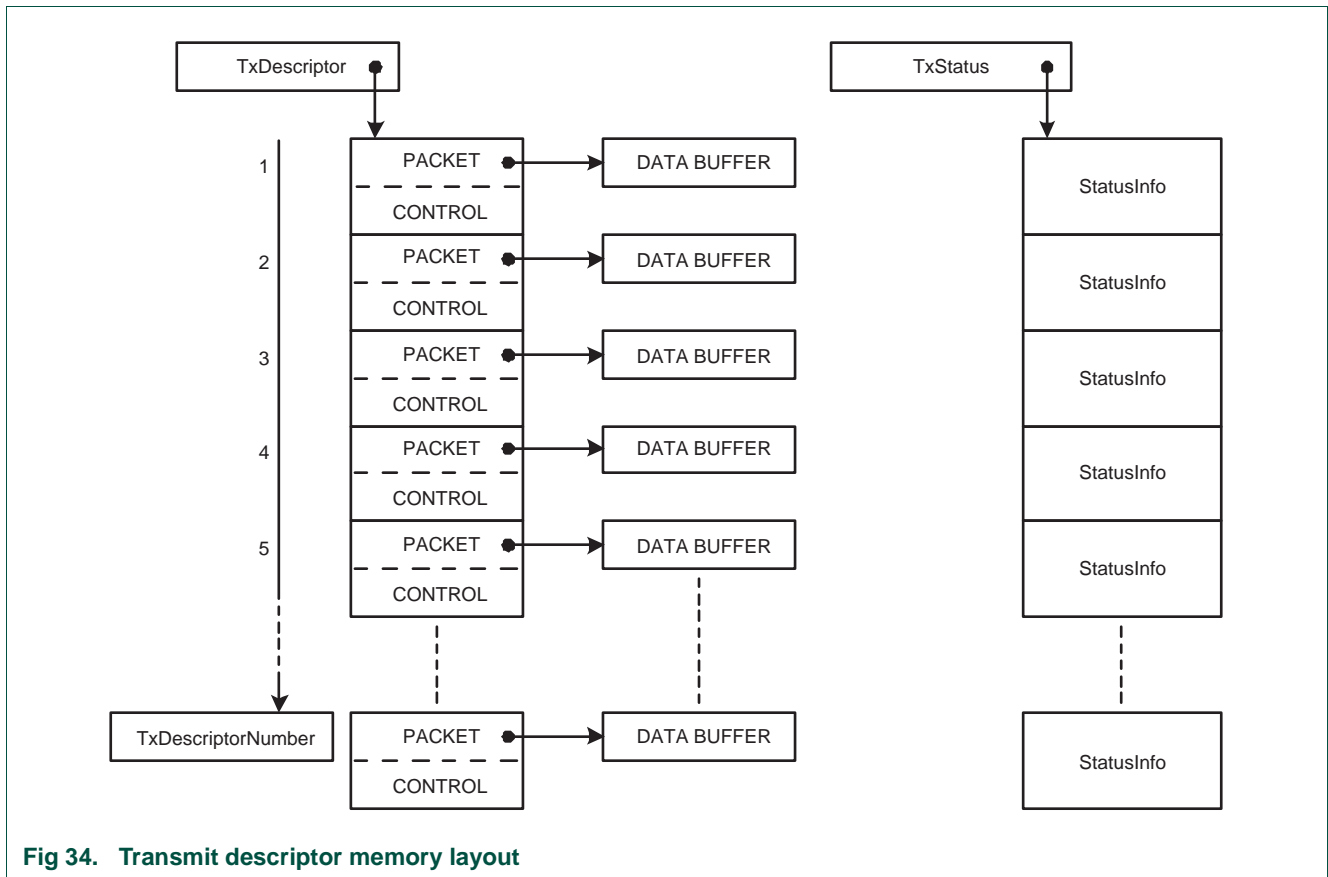 TxDescriptor
TxStatus
1
PACKET
DATA BUFFER
CONTROL
StatusInfo
2
PACKET
DATA BUFFER
CONTROL
StatusInfo
3
PACKET
DATA BUFFER
CONTROL
StatusInfo
4
PACKET
DATA BUFFER
CONTROL
StatusInfo
5
PACKET
DATA BUFFER
CONTROL
StatusInfo
TxDescriptorNumber
PACKET
DATA BUFFER
CONTROL
StatusInfo
Fig 34. Transmit descriptor memory layout